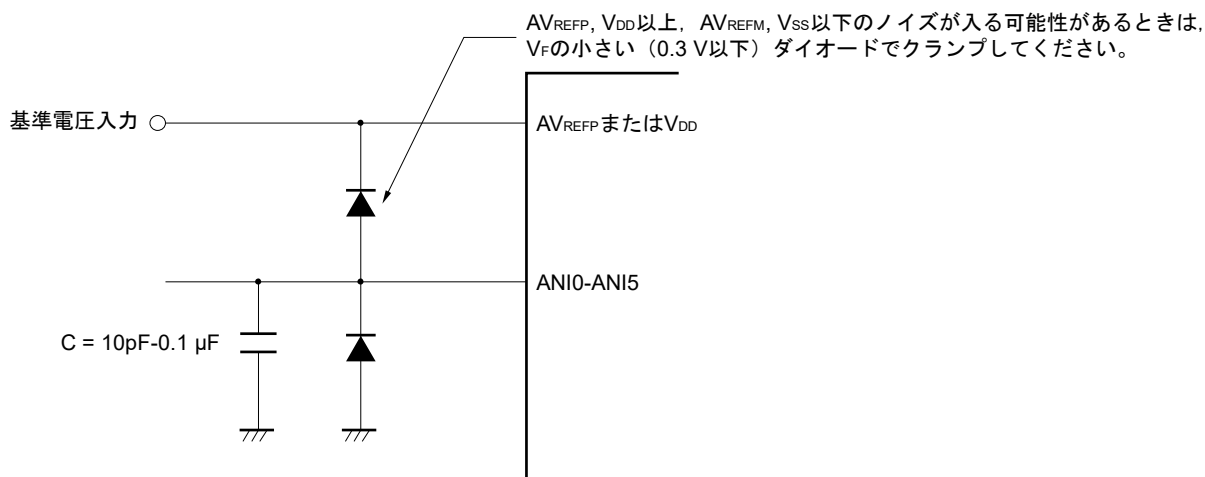 AVREFP, VDD以上，AVREFM, VSS以下のノイズが入る可能性があるときは，
VFの小さい（0.3 V以下）ダイオードでクランプしてください。
基準電圧入力
AVREFPまたはVDD
ANI0-ANI5
C = 10pF-0.1 µF